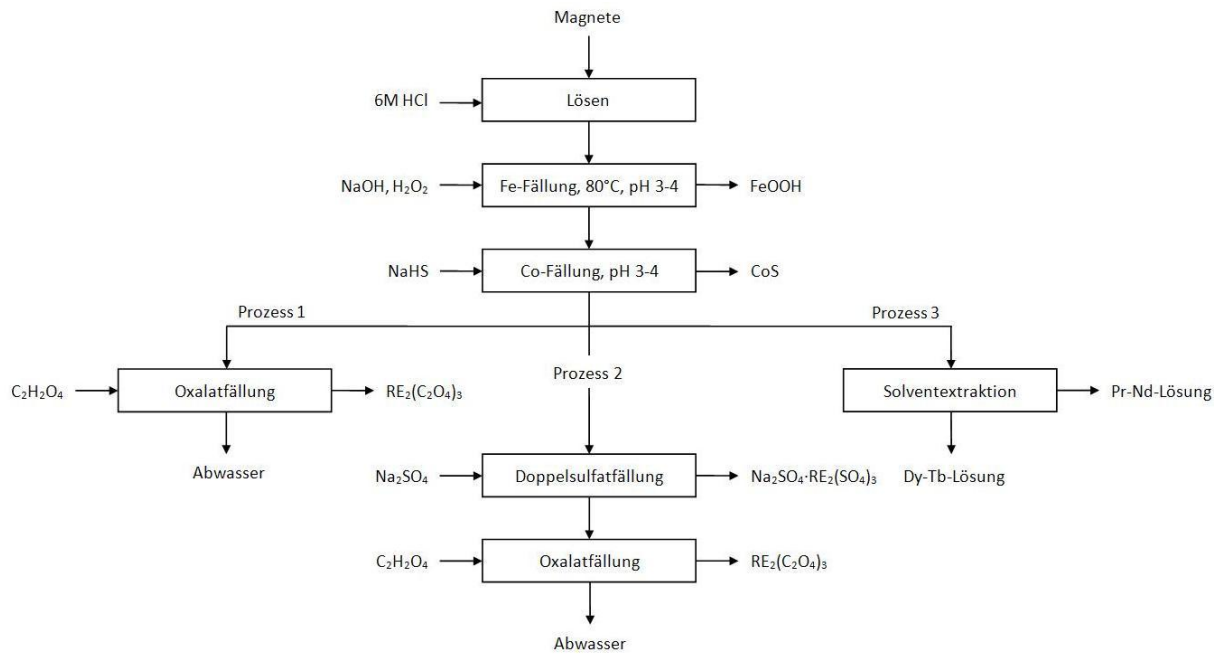 Magnete
6M HCl
Lösen
NaOH, H₂O₂
Fe-Fällung, 80°C, pH 3-4
FeOOH
NaHS
Co-Fällung, pH 3-4
CoS
Prozess 1
Prozess 3
C₂H₂O₄
Oxalatfällung
RE₂(C₂O₄)₃
Prozess 2
Solventextraktion
Pr-Nd-Lösung
Abwasser
Na₂SO₄
Doppelsulfatfällung
Na₂SO₄·RE₂(SO₄)₃
Dy-Tb-Lösung
C₂H₂O₄
Oxalatfällung
RE₂(C₂O₄)₃
Abwasser